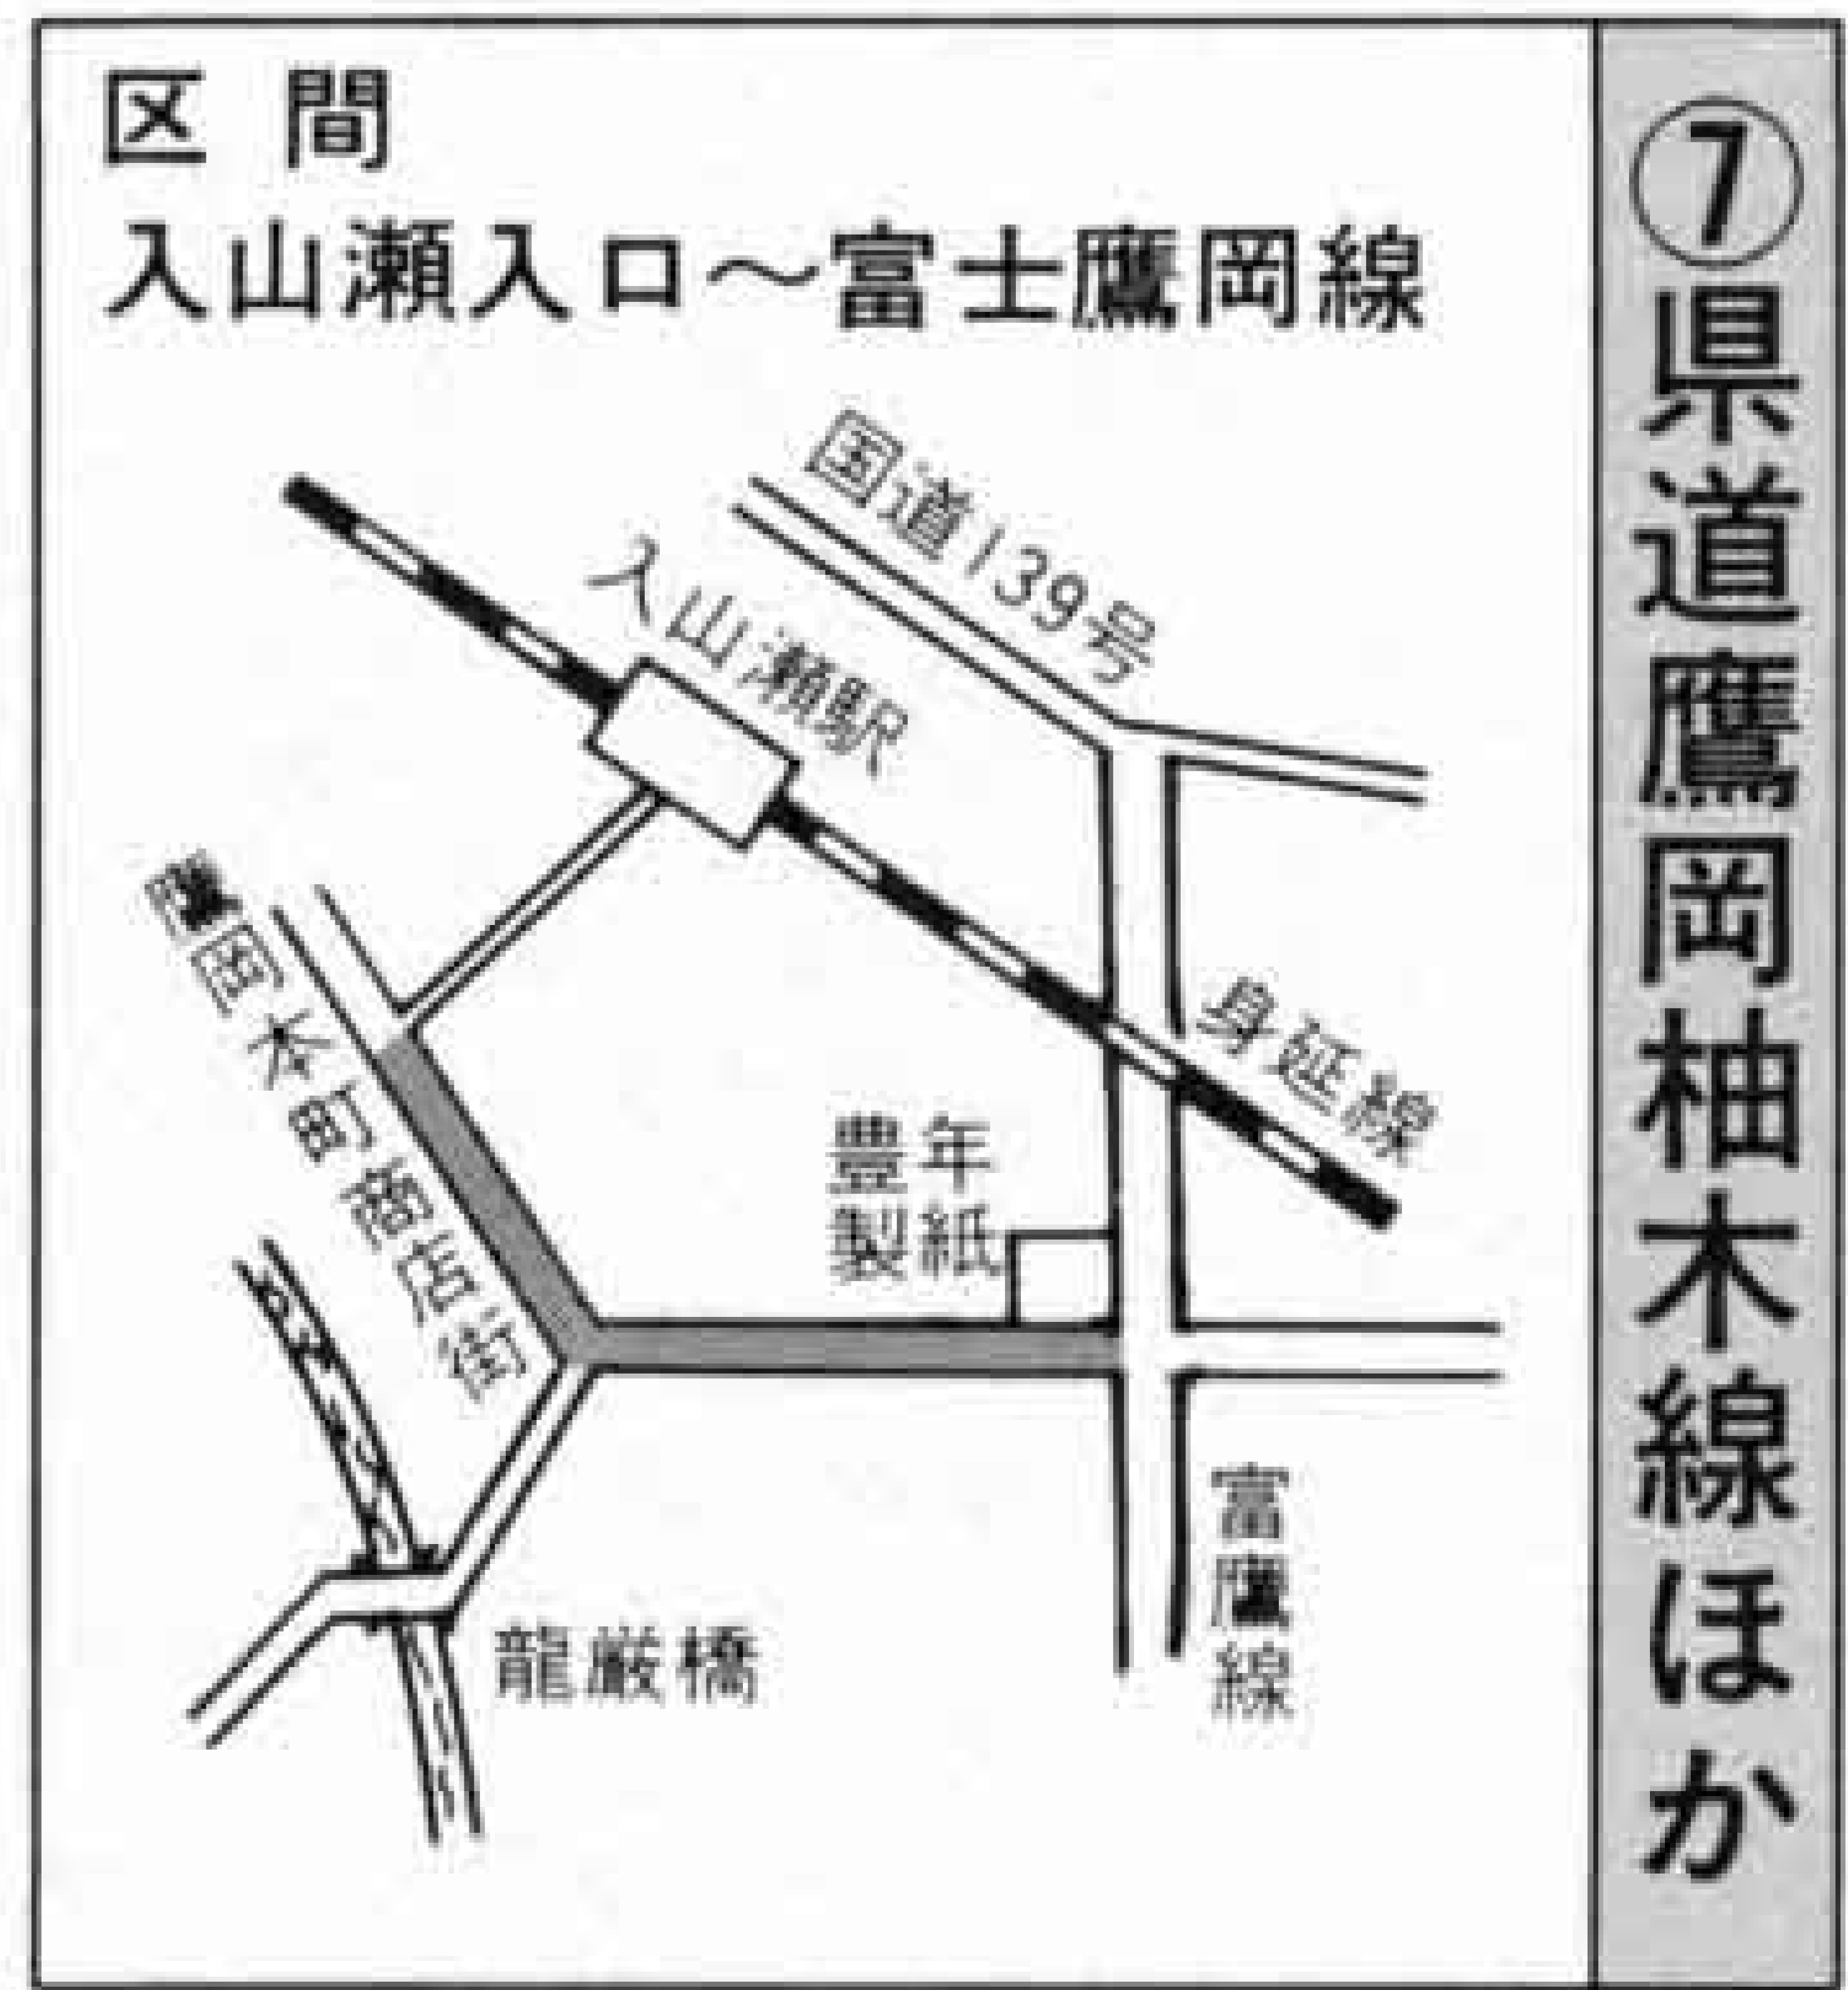 ⑦県道鷹岡柚木線ほか
区間
入山瀬入口～富士鷹岡線
国道139号
入山瀬駅
身延線
鷹岡本町商店街
豊年
製紙
富鷹線
龍巌橋